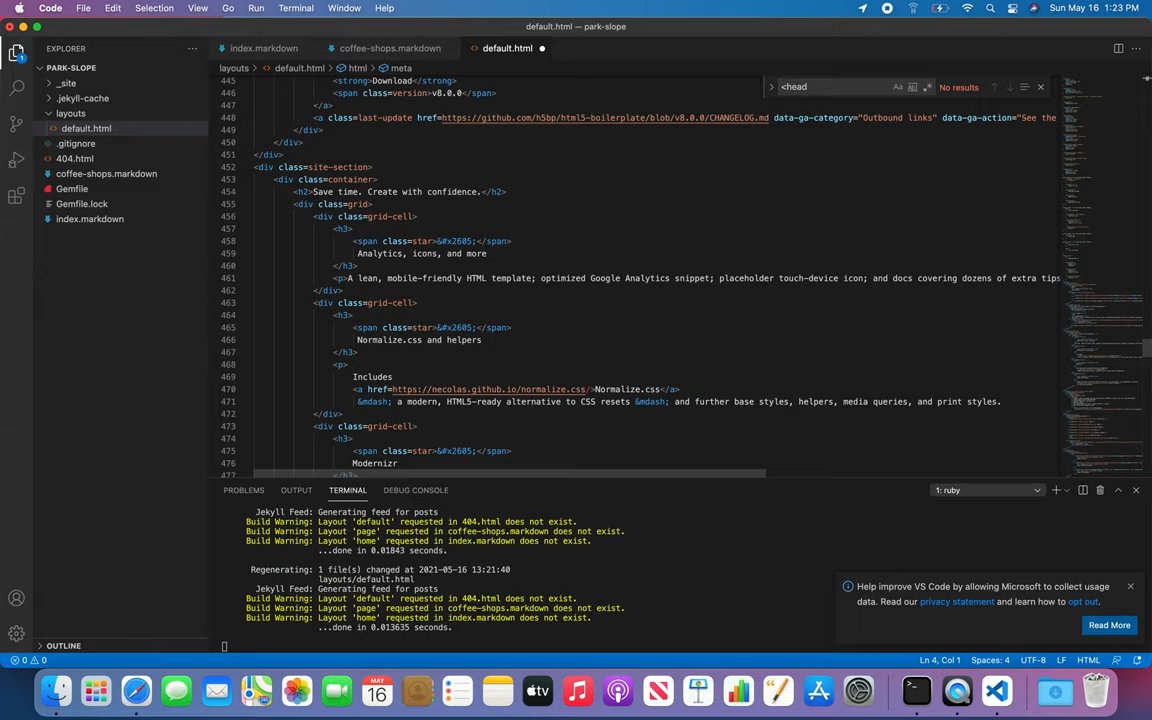 Code File Edit Selection View Go Run Terminal Window Help
Sun May 16 1:23 PM
default.html — park-slope
EXPLORER
index.markdown
coffee-shops.markdown
default.html
PARK-SLOPE
_site
.jekyll-cache
layouts
default.html
.gitignore
404.html
coffee-shops.markdown
Gemfile
Gemfile.lock
index.markdown
OUTLINE
layouts > default.html > html > meta
<head
Aa
No results
445 <strong>Download</strong>
446 <span class=version>v8.0.0</span>
447 </a>
448 <a class=last-update href=https://github.com/h5bp/html5-boilerplate/blob/v8.0.0/CHANGELOG.md data-ga-category="Outbound links" data-ga-action="See the
449 </div>
450 </div>
451 </div>
452 <div class=site-section>
453 <div class=container>
454 <h2>Save time. Create with confidence.</h2>
455 <div class=grid>
456 <div class=grid-cell>
457 <h3>
458 <span class=star>&#x2605;</span>
459 Analytics, icons, and more
460 </h3>
461 <p>A lean, mobile-friendly HTML template; optimized Google Analytics snippet; placeholder touch-device icon; and docs covering dozens of extra tips
462 </div>
463 <div class=grid-cell>
464 <h3>
465 <span class=star>&#x2605;</span>
466 Normalize.css and helpers
467 </h3>
468 <p>
469 Includes
470 <a href=https://necolas.github.io/normalize.css/>Normalize.css</a>
471 &mdash; a modern, HTML5-ready alternative to CSS resets &mdash; and further base styles, helpers, media queries, and print styles.
472 </div>
473 <div class=grid-cell>
474 <h3>
475 <span class=star>&#x2605;</span>
476 Modernizr
477 </h3>
PROBLEMS OUTPUT TERMINAL DEBUG CONSOLE
1: ruby
Jekyll Feed: Generating feed for posts
Build Warning: Layout 'default' requested in 404.html does not exist.
Build Warning: Layout 'page' requested in coffee-shops.markdown does not exist.
Build Warning: Layout 'home' requested in index.markdown does not exist.
...done in 0.01843 seconds.
Regenerating: 1 file(s) changed at 2021-05-16 13:21:40
layouts/default.html
Jekyll Feed: Generating feed for posts
Build Warning: Layout 'default' requested in 404.html does not exist.
Build Warning: Layout 'page' requested in coffee-shops.markdown does not exist.
Build Warning: Layout 'home' requested in index.markdown does not exist.
...done in 0.013635 seconds.
Help improve VS Code by allowing Microsoft to collect usage
data. Read our privacy statement and learn how to opt out.
Read More
0 0
Ln 4, Col 1 Spaces: 4 UTF-8 LF HTML
MAY
16